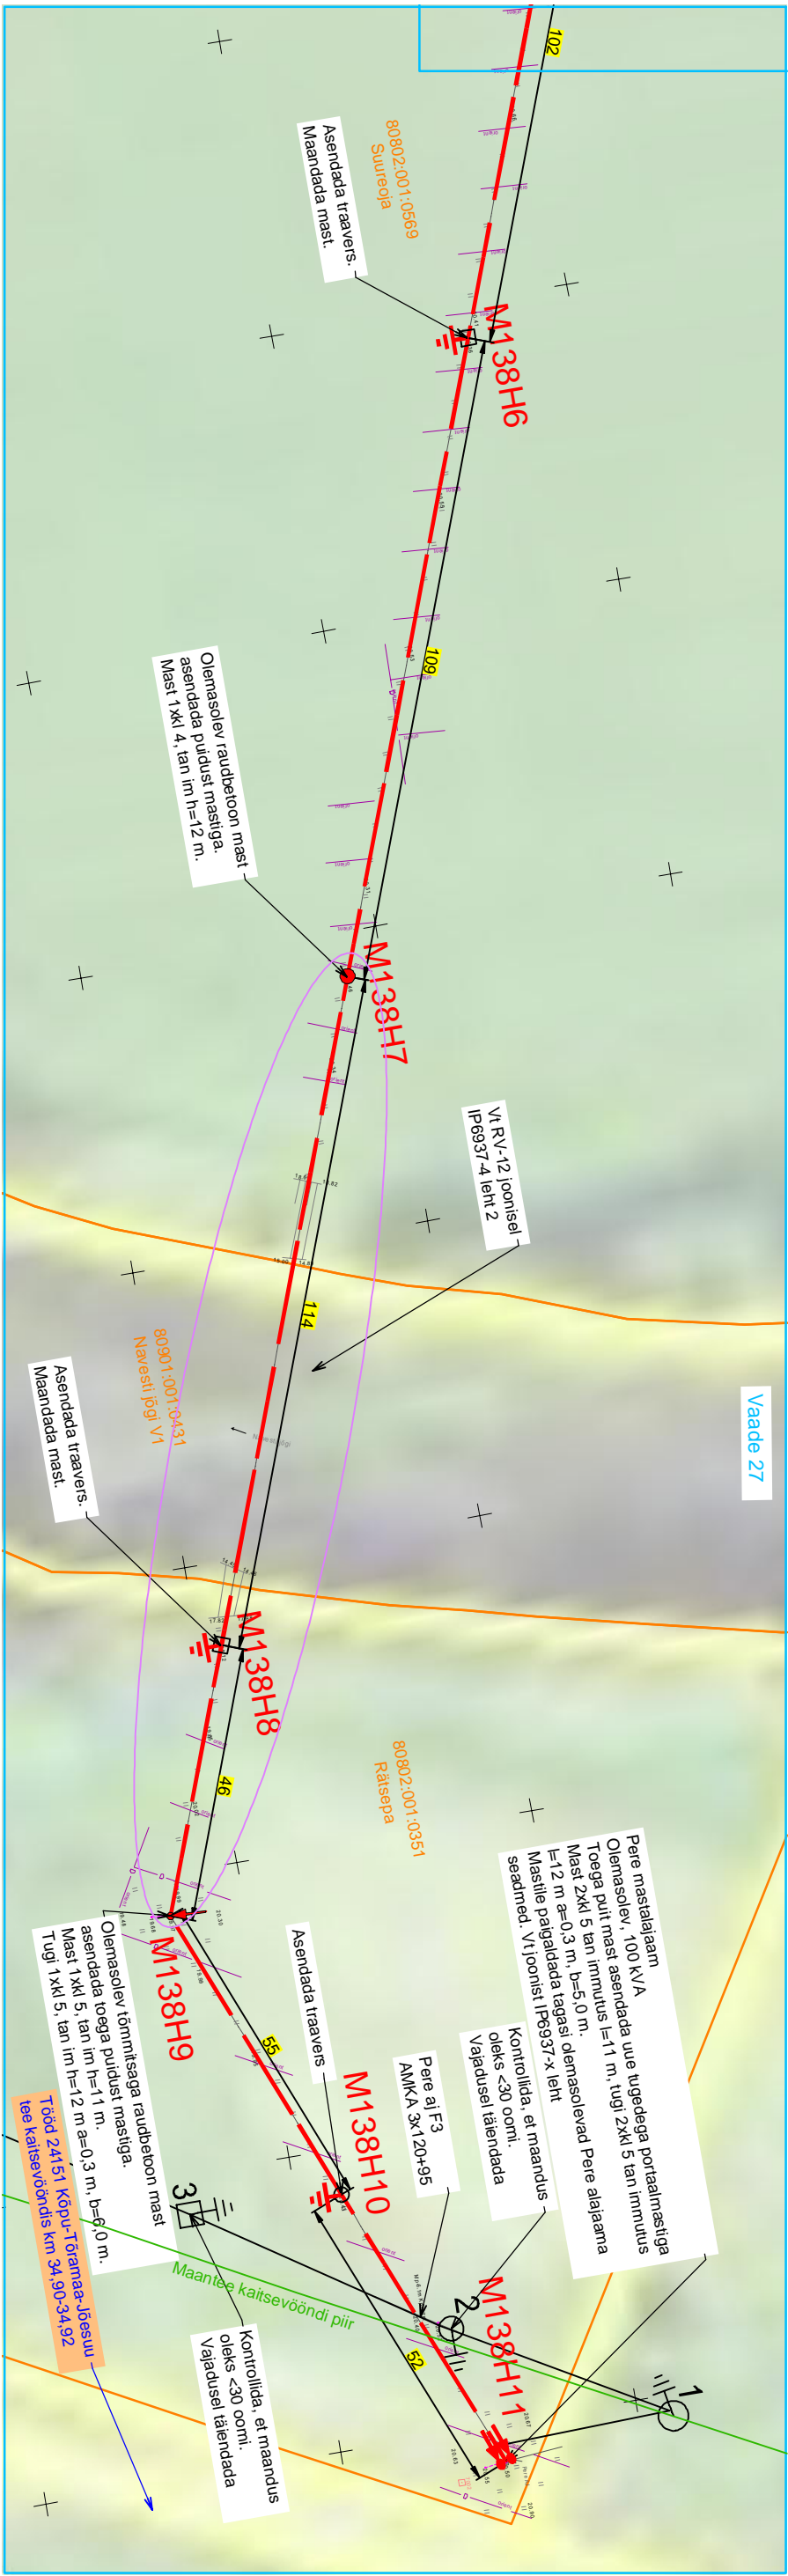 102
80802:001:0569
Suureoja
Asendada traavers.
Maandada mast.
M138H6
109
Olemasolev raudbetoon mast
asendada puidust mastiga.
Mast 1xkl 4, tan im h=12 m.
M138H7
Vt RV-12 joonisel
IP6937-4 leht 2
114
80901:001:0431
Navesti jõgi V1
Navesti jõgi
Vaade 27
Asendada traavers.
Maandada mast.
M138H8
46
80802:001:0351
Rätsepa
Pere mastalajaam
Olemasolev, 100 kVA
Toega puit mast asendada uue tugedega portaalmastiga
Mast 2xkl 5 tan immutus l=11 m, tugi 2xkl 5 tan immutus
l=12 m a=0,3 m, b=5,0 m.
Mastile paigaldada tagasi olemasolevad Pere alajaama
seadmed. Vt joonist IP6937-x leht
M138H9
Olemasolev tõmmitsaga raudbetoon mast
asendada toega puidust mastiga.
Mast 1xkl 5, tan im h=11 m.
Tugi 1xkl 5, tan im h=12 m a=0,3 m, b=6,0 m.
55
Asendada traavers
M138H10
Pere aj F3
AMKA 3x120+95
Kontrollida, et maandus
oleks <30 oomi.
Vajadusel täiendada
Tööd 24151 Kõpu-Tõramaa-Jõesuu
tee kaitsevööndis km 34,90-34,92
3
Maantee kaitsevööndi piir
2
M138H11
52
1
Kontrollida, et maandus
oleks <30 oomi.
Vajadusel täiendada